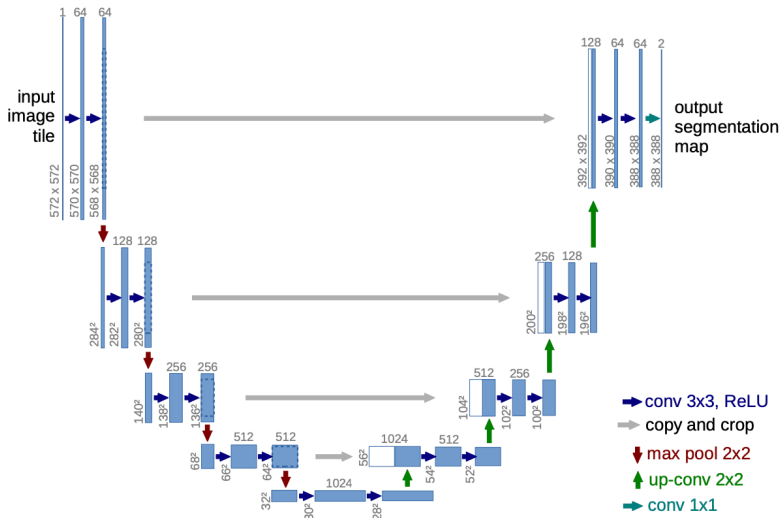 1 64 64
128 64 64 2
input
image
tile
output
segmentation
map
572 x 572
570 x 570
568 x 568
392 x 392
390 x 390
388 x 388
388 x 388
128 128
256 128
284²
282²
280²
200²
198²
196²
256 256
512 256
140²
138²
136²
104²
102²
100²
512 512
1024 512
68²
66²
64²
56²
54²
52²
1024
32²
30²
28²
conv 3x3, ReLU
copy and crop
max pool 2x2
up-conv 2x2
conv 1x1